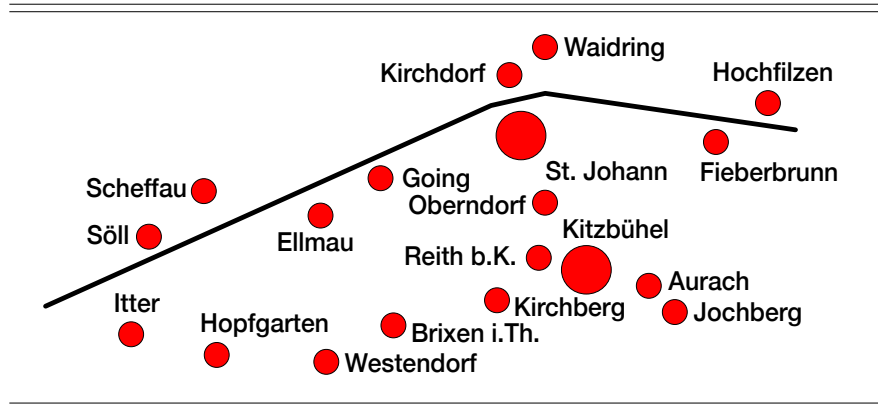 Waidring
Kirchdorf
Hochfilzen
St. Johann
Fieberbrunn
Going
Scheffau
Oberndorf
Söll
Ellmau
Kitzbühel
Reith b.K.
Aurach
Itter
Kirchberg
Jochberg
Hopfgarten
Brixen i.Th.
Westendorf